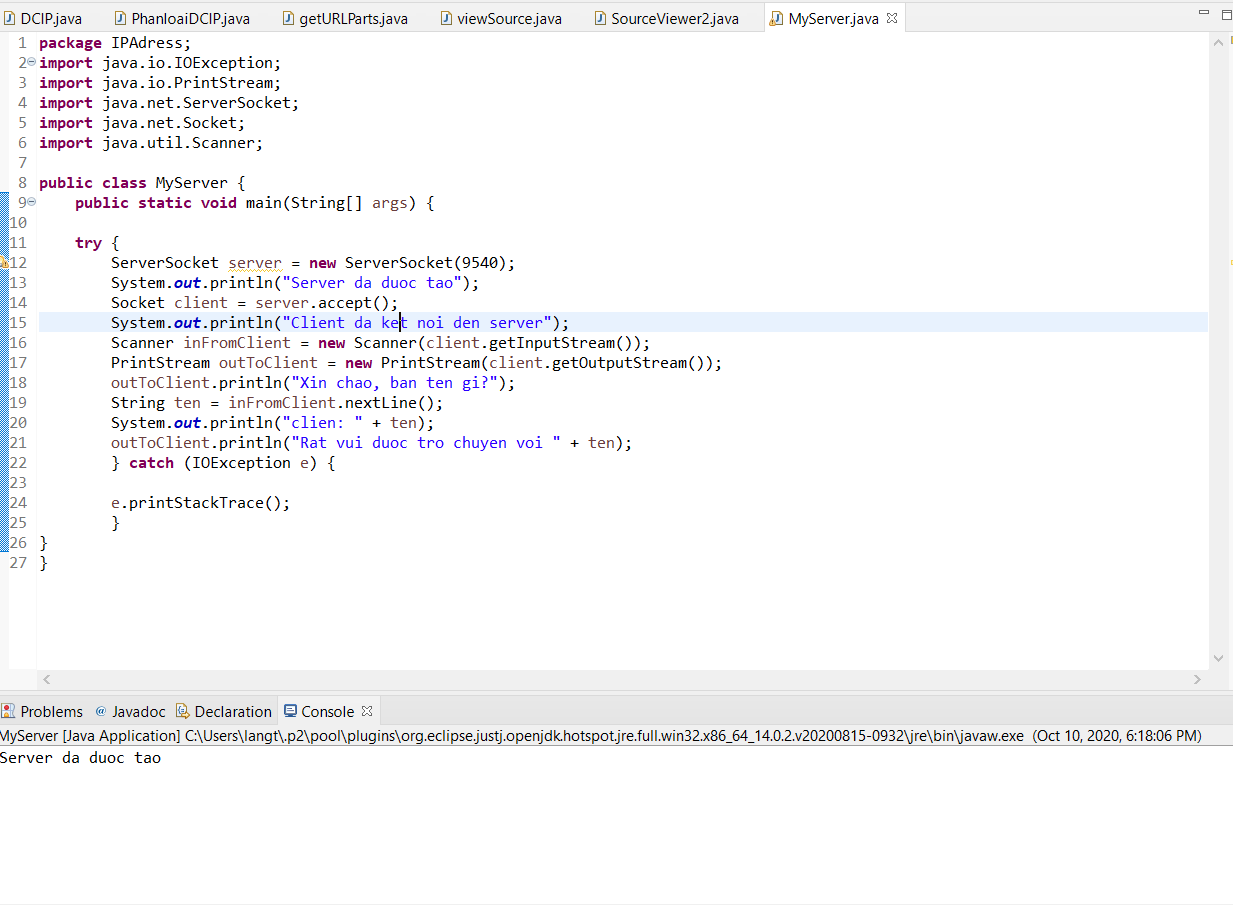 DCIP.java PhanloaiDCIP.java getURLParts.java viewSource.java SourceViewer2.java MyServer.java
1 package IPAdress;
2 import java.io.IOException;
3 import java.io.PrintStream;
4 import java.net.ServerSocket;
5 import java.net.Socket;
6 import java.util.Scanner;
7
8 public class MyServer {
9     public static void main(String[] args) {
10
11     try {
12         ServerSocket server = new ServerSocket(9540);
13         System.out.println("Server da duoc tao");
14         Socket client = server.accept();
15         System.out.println("Client da ket noi den server");
16         Scanner inFromClient = new Scanner(client.getInputStream());
17         PrintStream outToClient = new PrintStream(client.getOutputStream());
18         outToClient.println("Xin chao, ban ten gi?");
19         String ten = inFromClient.nextLine();
20         System.out.println("clien: " + ten);
21         outToClient.println("Rat vui duoc tro chuyen voi " + ten);
22         } catch (IOException e) {
23
24         e.printStackTrace();
25         }
26 }
27 }
Problems @ Javadoc Declaration Console
MyServer [Java Application] C:\Users\langt\.p2\pool\plugins\org.eclipse.justj.openjdk.hotspot.jre.full.win32.x86_64_14.0.2.v20200815-0932\jre\bin\javaw.exe (Oct 10, 2020, 6:18:06 PM)
Server da duoc tao